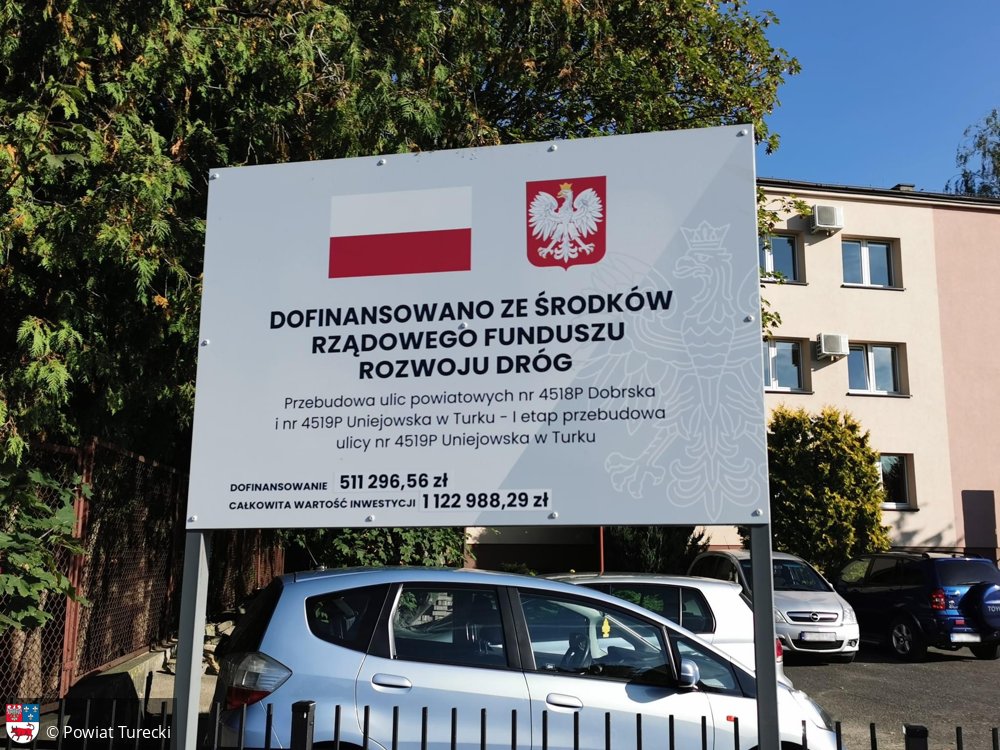 DOFINANSOWANO ZE ŚRODKÓW
RZĄDOWEGO FUNDUSZU
ROZWOJU DRÓG
Przebudowa ulic powiatowych nr 4518P Dobrska
i nr 4519P Uniejowska w Turku - I etap przebudowa
ulicy nr 4519P Uniejowska w Turku
DOFINANSOWANIE 511 296,56 zł
CAŁKOWITA WARTOŚĆ INWESTYCJI 1 122 988,29 zł
© Powiat Turecki